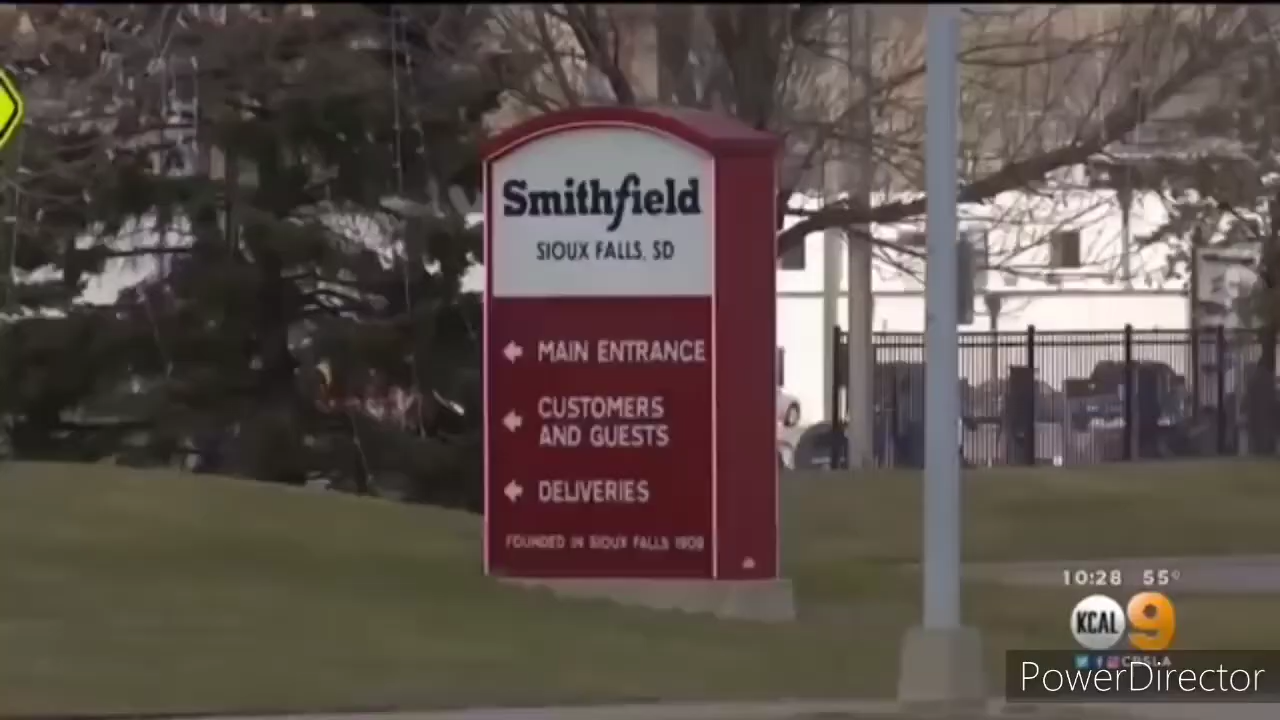 Smithfield
SIOUX FALLS, SD
MAIN ENTRANCE
CUSTOMERS
AND GUESTS
DELIVERIES
FOUNDED IN SIOUX FALLS 1909
10:28 55°
KCAL 9
CBSLA
PowerDirector